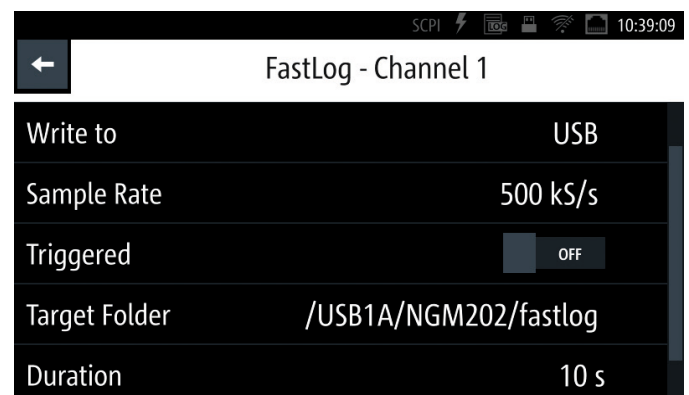 SCPI LOG 10:39:09
FastLog - Channel 1
Write to USB
Sample Rate 500 kS/s
Triggered OFF
Target Folder /USB1A/NGM202/fastlog
Duration 10 s